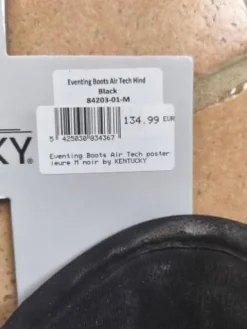 Eventing Boots Air Tech Hind
Black
84203-01-M
134.99 EUR
5 425030 934367
Eventing Boots Air Tech poster
ieure M noir by KENTUCKY
KY®